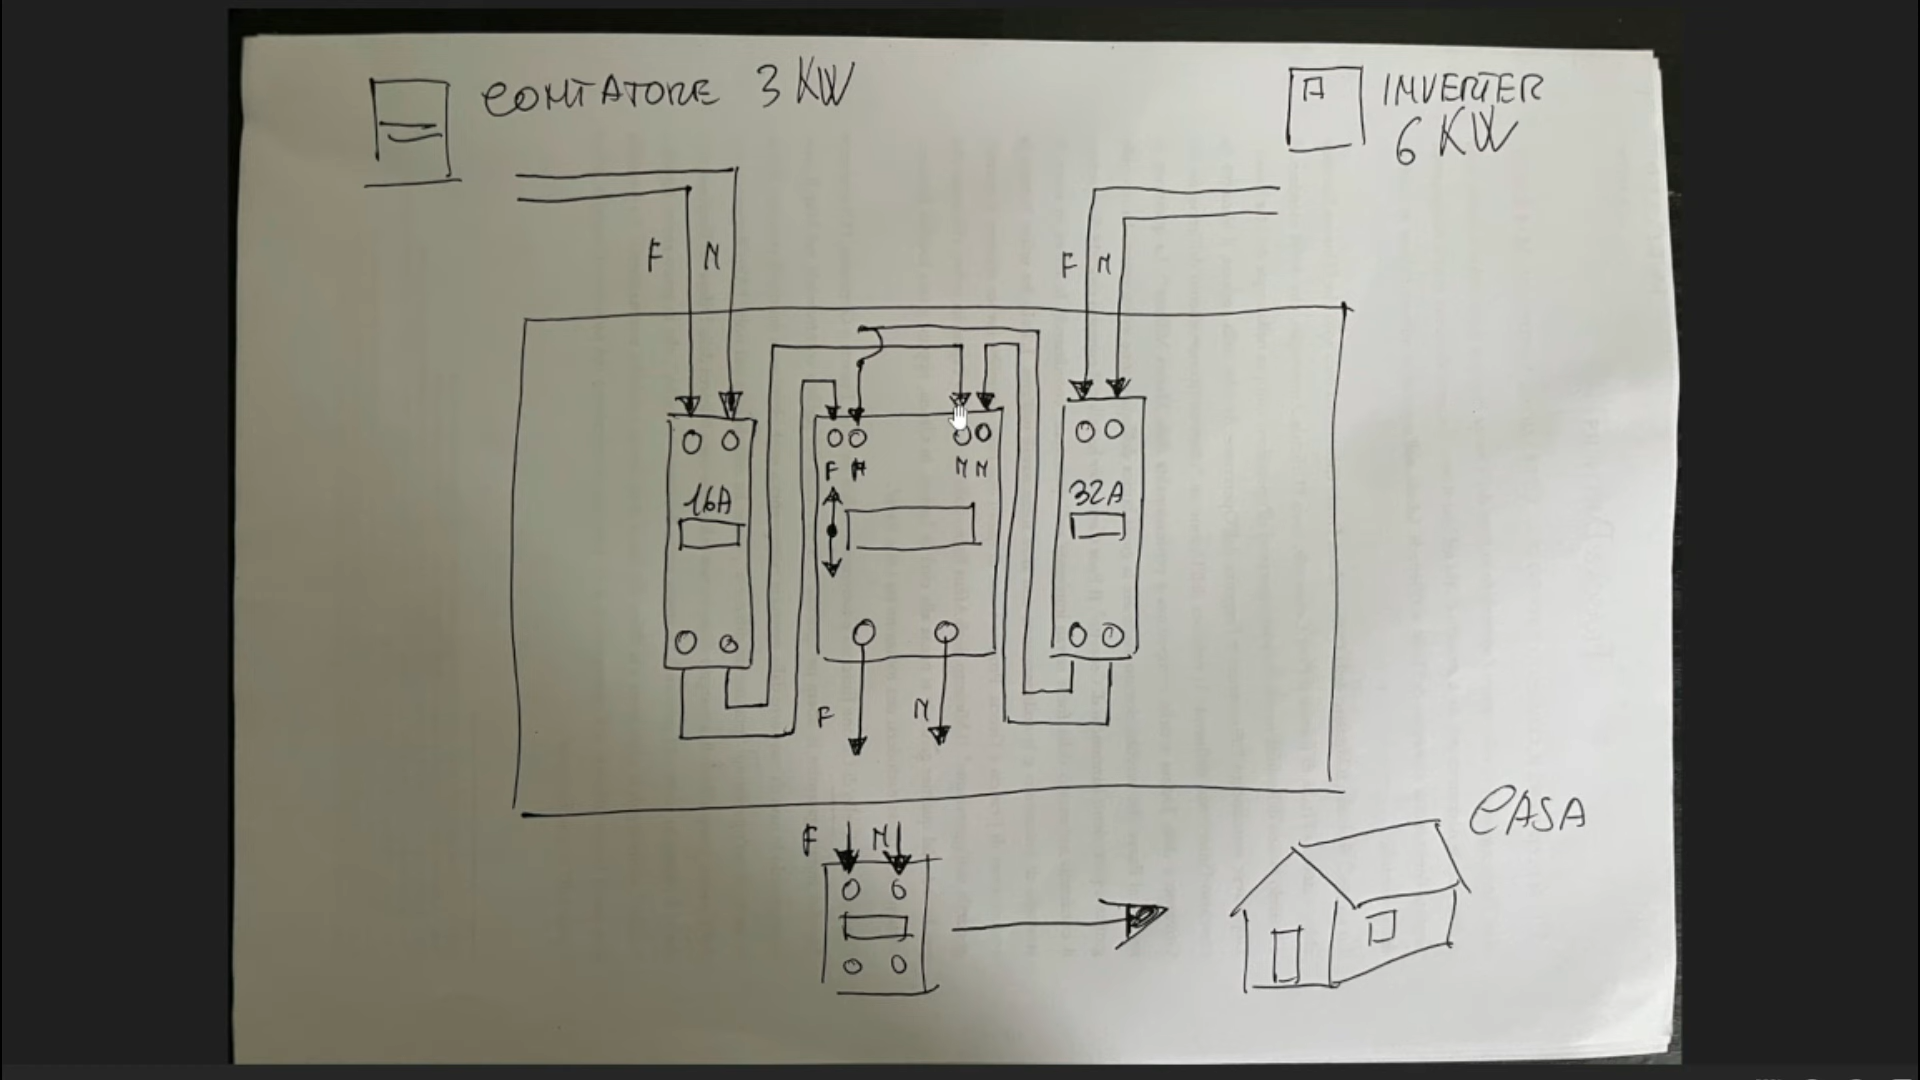 CONTATORE 3 KW
INVERTER
6 KW
F N
F N
F F N N
16A
32A
F N
F N
CASA